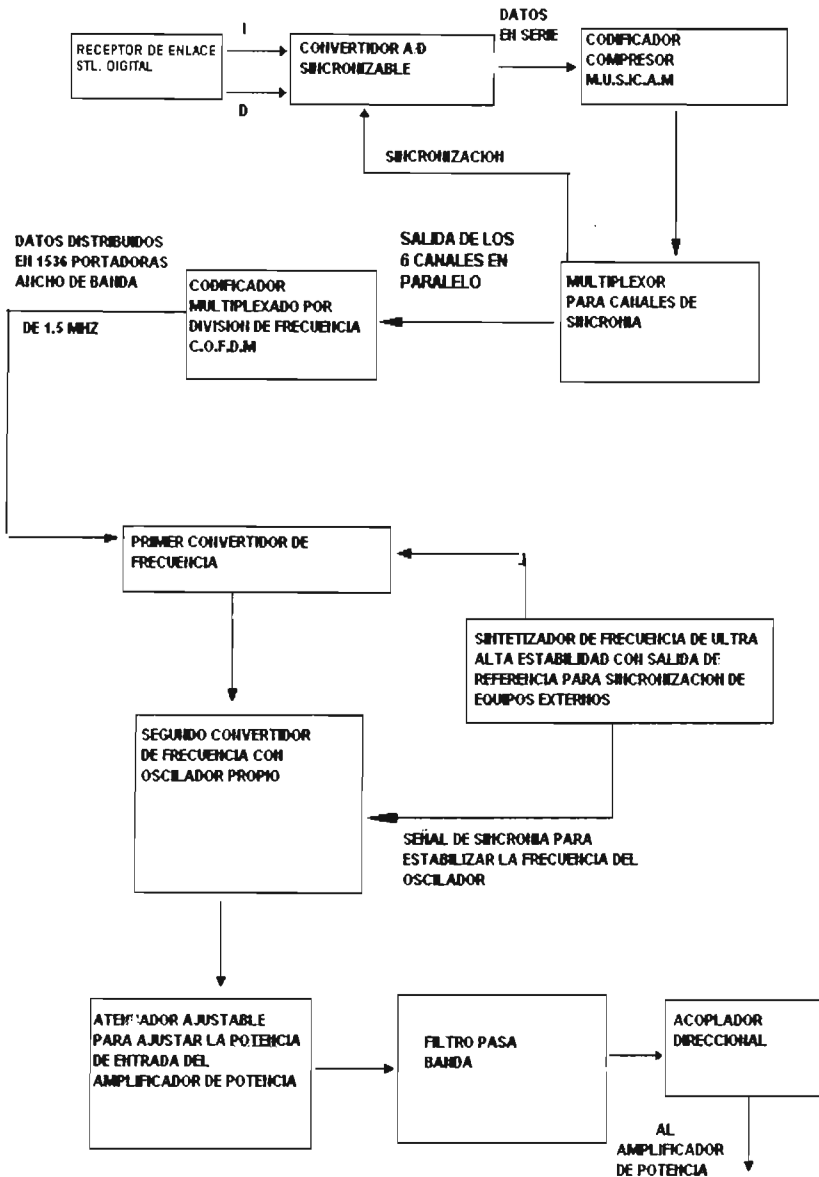 DATOS
EN SERIE
I
RECEPTOR DE ENLACE
STL. DIGITAL
D
CONVERTIDOR A/D
SINCRONIZABLE
CODIFICADOR
COMPRESOR
M.U.S.IC.A.M
SINCRONIZACION
DATOS DISTRIBUIDOS
EN 1536 PORTADORAS
ANCHO DE BANDA
DE 1.5 MHZ
CODIFICADOR
MULTIPLEXADO POR
DIVISION DE FRECUENCIA
C.O.F.D.M
SALIDA DE LOS
6 CANALES EN
PARALELO
MULTIPLEXOR
PARA CANALES DE
SINCRONIA
PRIMER CONVERTIDOR DE
FRECUENCIA
SINTETIZADOR DE FRECUENCIA DE ULTRA
ALTA ESTABILIDAD CON SALIDA DE
REFERENCIA PARA SINCRONIZACION DE
EQUIPOS EXTERNOS
SEGUNDO CONVERTIDOR
DE FRECUENCIA CON
OSCILADOR PROPIO
SEÑAL DE SINCRONIA PARA
ESTABILIZAR LA FRECUENCIA DEL
OSCILADOR
ATENUADOR AJUSTABLE
PARA AJUSTAR LA POTENCIA
DE ENTRADA DEL
AMPLIFICADOR DE POTENCIA
FILTRO PASA
BANDA
ACOPLADOR
DIRECCIONAL
AL
AMPLIFICADOR
DE POTENCIA